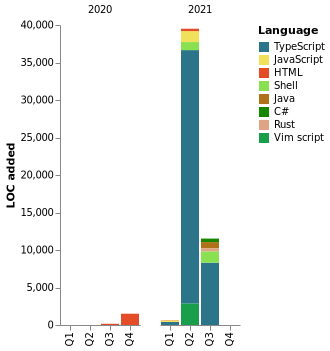 2020
2021
Language
TypeScript
JavaScript
HTML
Shell
Java
C#
Rust
Vim script
LOC added
40,000
35,000
30,000
25,000
20,000
15,000
10,000
5,000
0
Q1
Q2
Q3
Q4
Q1
Q2
Q3
Q4